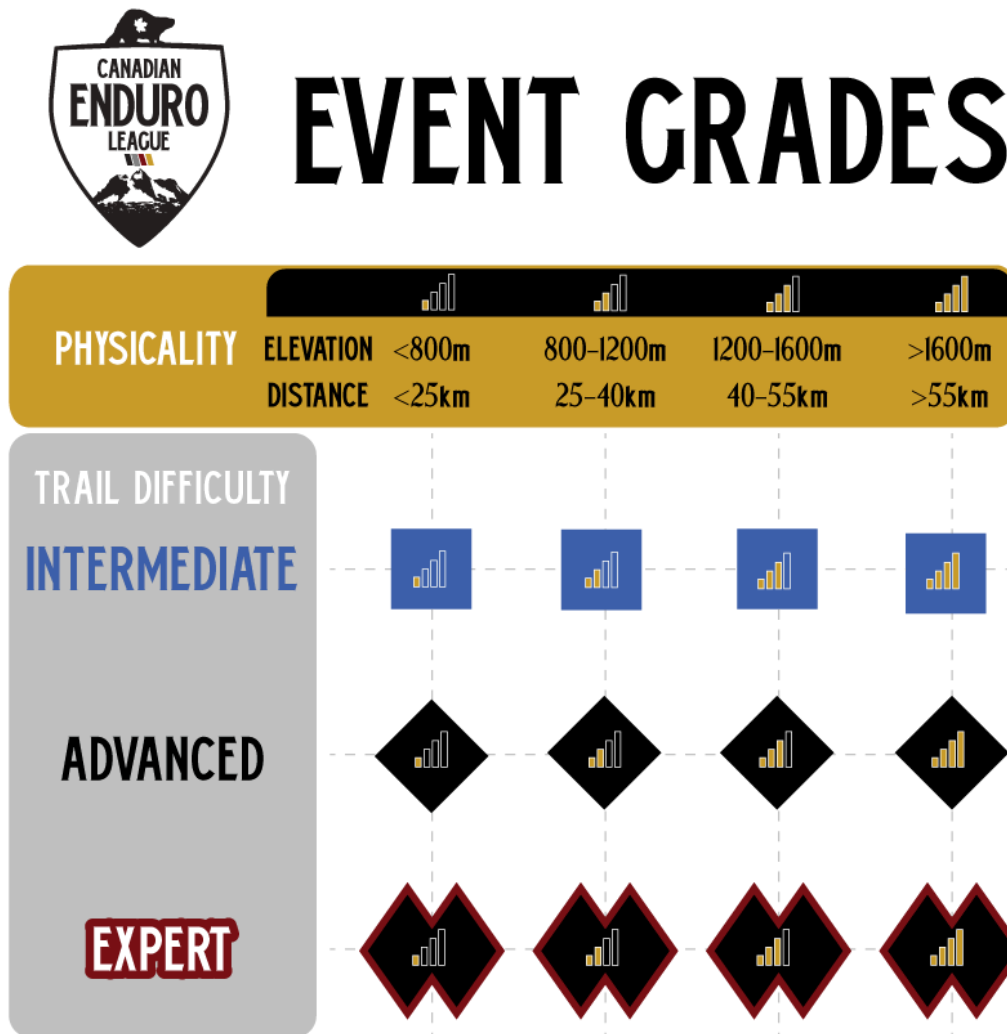 CANADIAN
ENDURO
LEAGUE
EVENT GRADES
PHYSICALITY
ELEVATION <800m 800-1200m 1200-1600m >1600m
DISTANCE <25km 25-40km 40-55km >55km
TRAIL DIFFICULTY
INTERMEDIATE
ADVANCED
EXPERT